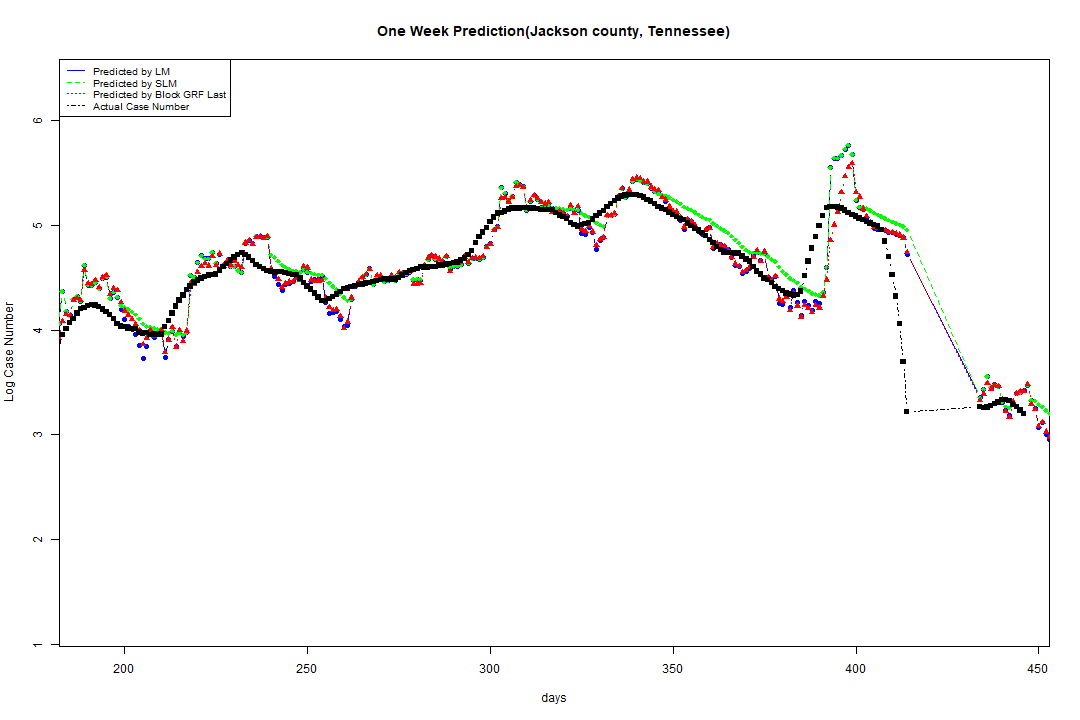 One Week Prediction(Jackson county, Tennessee)
Predicted by LM
Predicted by SLM
Predicted by Block GRF Last
Actual Case Number
6
5
4
3
2
1
Log Case Number
200 250 300 350 400 450
days